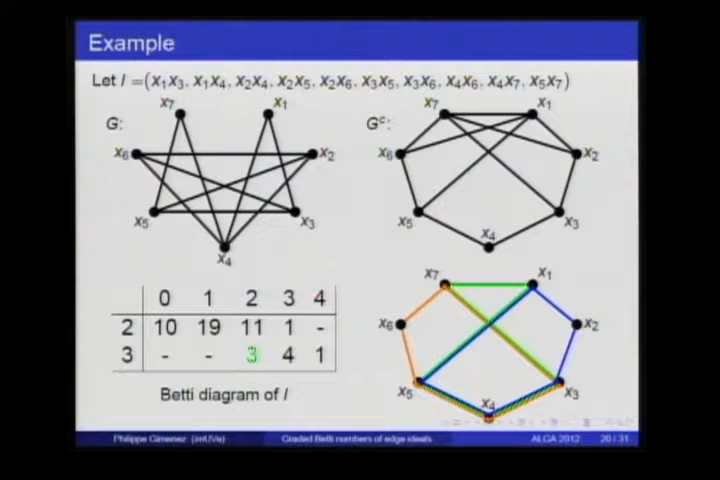 Example
Let I =(x₁x₃, x₁x₄, x₂x₄, x₂x₅, x₂x₆, x₃x₅, x₃x₆, x₄x₆, x₄x₇, x₅x₇)
G:
x₇
x₁
x₆
x₂
x₅
x₃
x₄
Gᶜ:
x₇
x₁
x₆
x₂
x₅
x₃
x₄
0 1 2 3 4
2 10 19 11 1 -
3 - - 3 4 1
Betti diagram of I
x₇
x₁
x₆
x₂
x₅
x₃
x₄
Philippe Gimenez (imUVa) Graded Betti numbers of edge ideals ALGA 2012 20 / 31